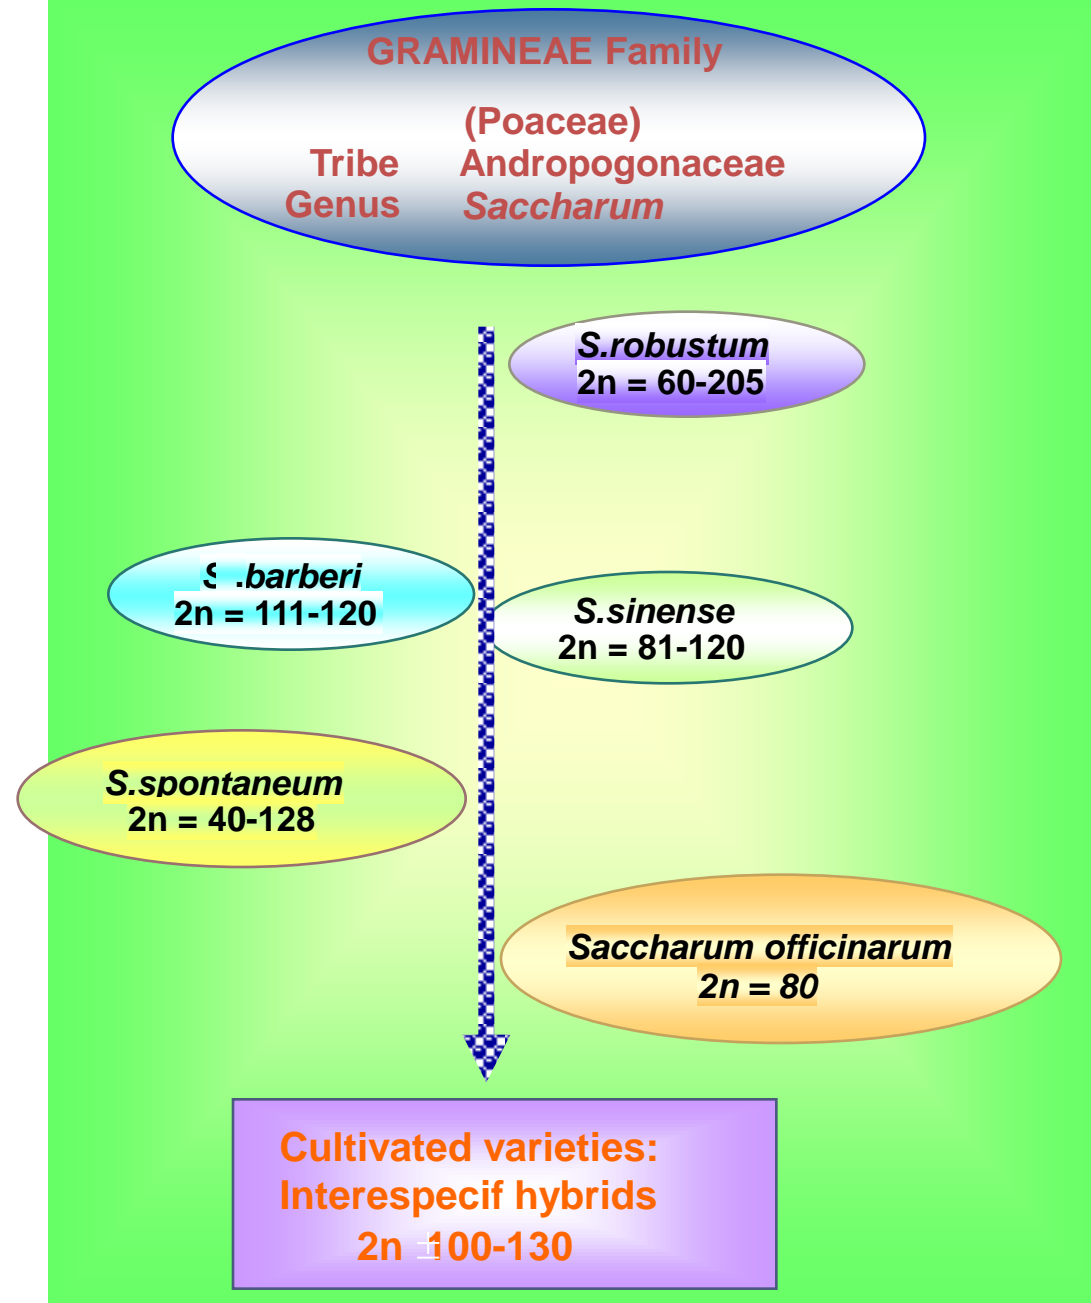 GRAMINEAE Family
(Poaceae)
Tribe Andropogonaceae
Genus Saccharum
S.robustum
2n = 60-205
S .barberi
2n = 111-120
S.sinense
2n = 81-120
S.spontaneum
2n = 40-128
Saccharum officinarum
2n = 80
Cultivated varieties:
Interespecif hybrids
2n ±100-130